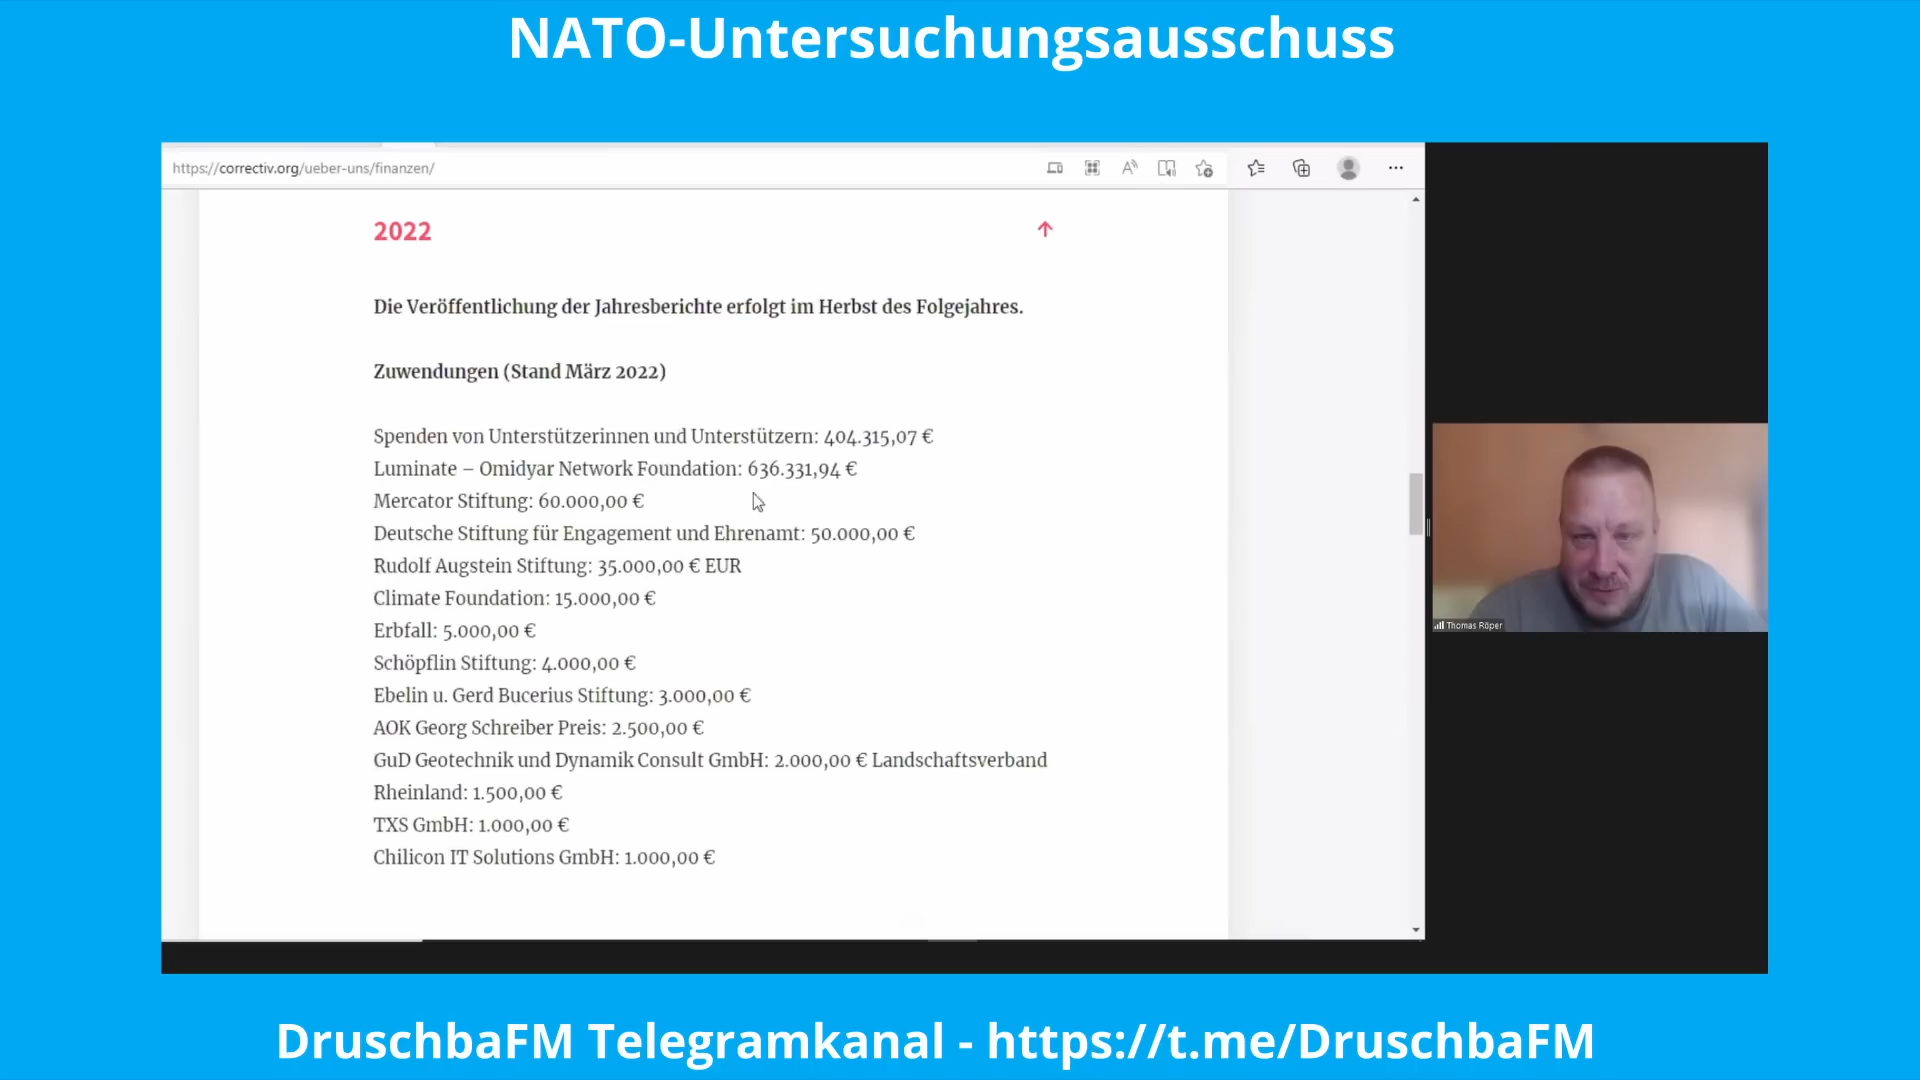 NATO-Untersuchungsausschuss
https://correctiv.org/ueber-uns/finanzen/
2022
Die Veröffentlichung der Jahresberichte erfolgt im Herbst des Folgejahres.
Zuwendungen (Stand März 2022)
Spenden von Unterstützerinnen und Unterstützern: 404.315,07 €
Luminate – Omidyar Network Foundation: 636.331,94 €
Mercator Stiftung: 60.000,00 €
Deutsche Stiftung für Engagement und Ehrenamt: 50.000,00 €
Rudolf Augstein Stiftung: 35.000,00 € EUR
Climate Foundation: 15.000,00 €
Erbfall: 5.000,00 €
Schöpflin Stiftung: 4.000,00 €
Ebelin u. Gerd Bucerius Stiftung: 3.000,00 €
AOK Georg Schreiber Preis: 2.500,00 €
GuD Geotechnik und Dynamik Consult GmbH: 2.000,00 € Landschaftsverband
Rheinland: 1.500,00 €
TXS GmbH: 1.000,00 €
Chilicon IT Solutions GmbH: 1.000,00 €
Thomas Röper
DruschbaFM Telegramkanal - https://t.me/DruschbaFM